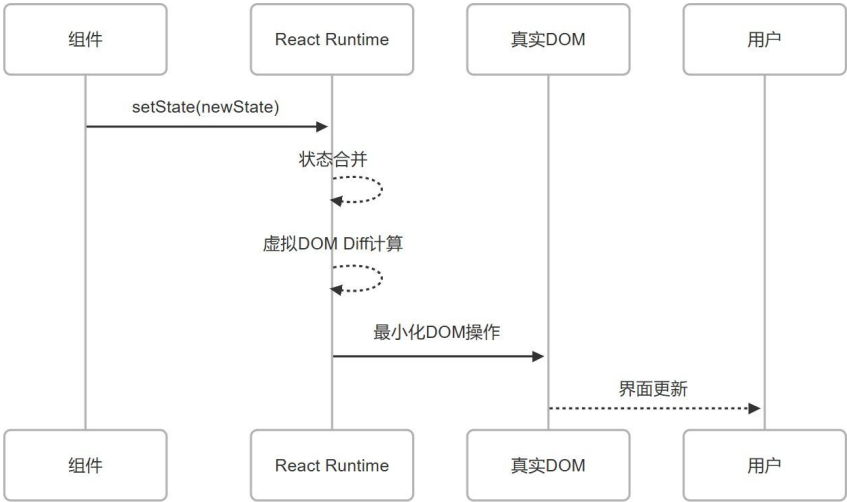 组件
React Runtime
真实DOM
用户
setState(newState)
状态合并
虚拟DOM Diff计算
最小化DOM操作
界面更新
组件
React Runtime
真实DOM
用户